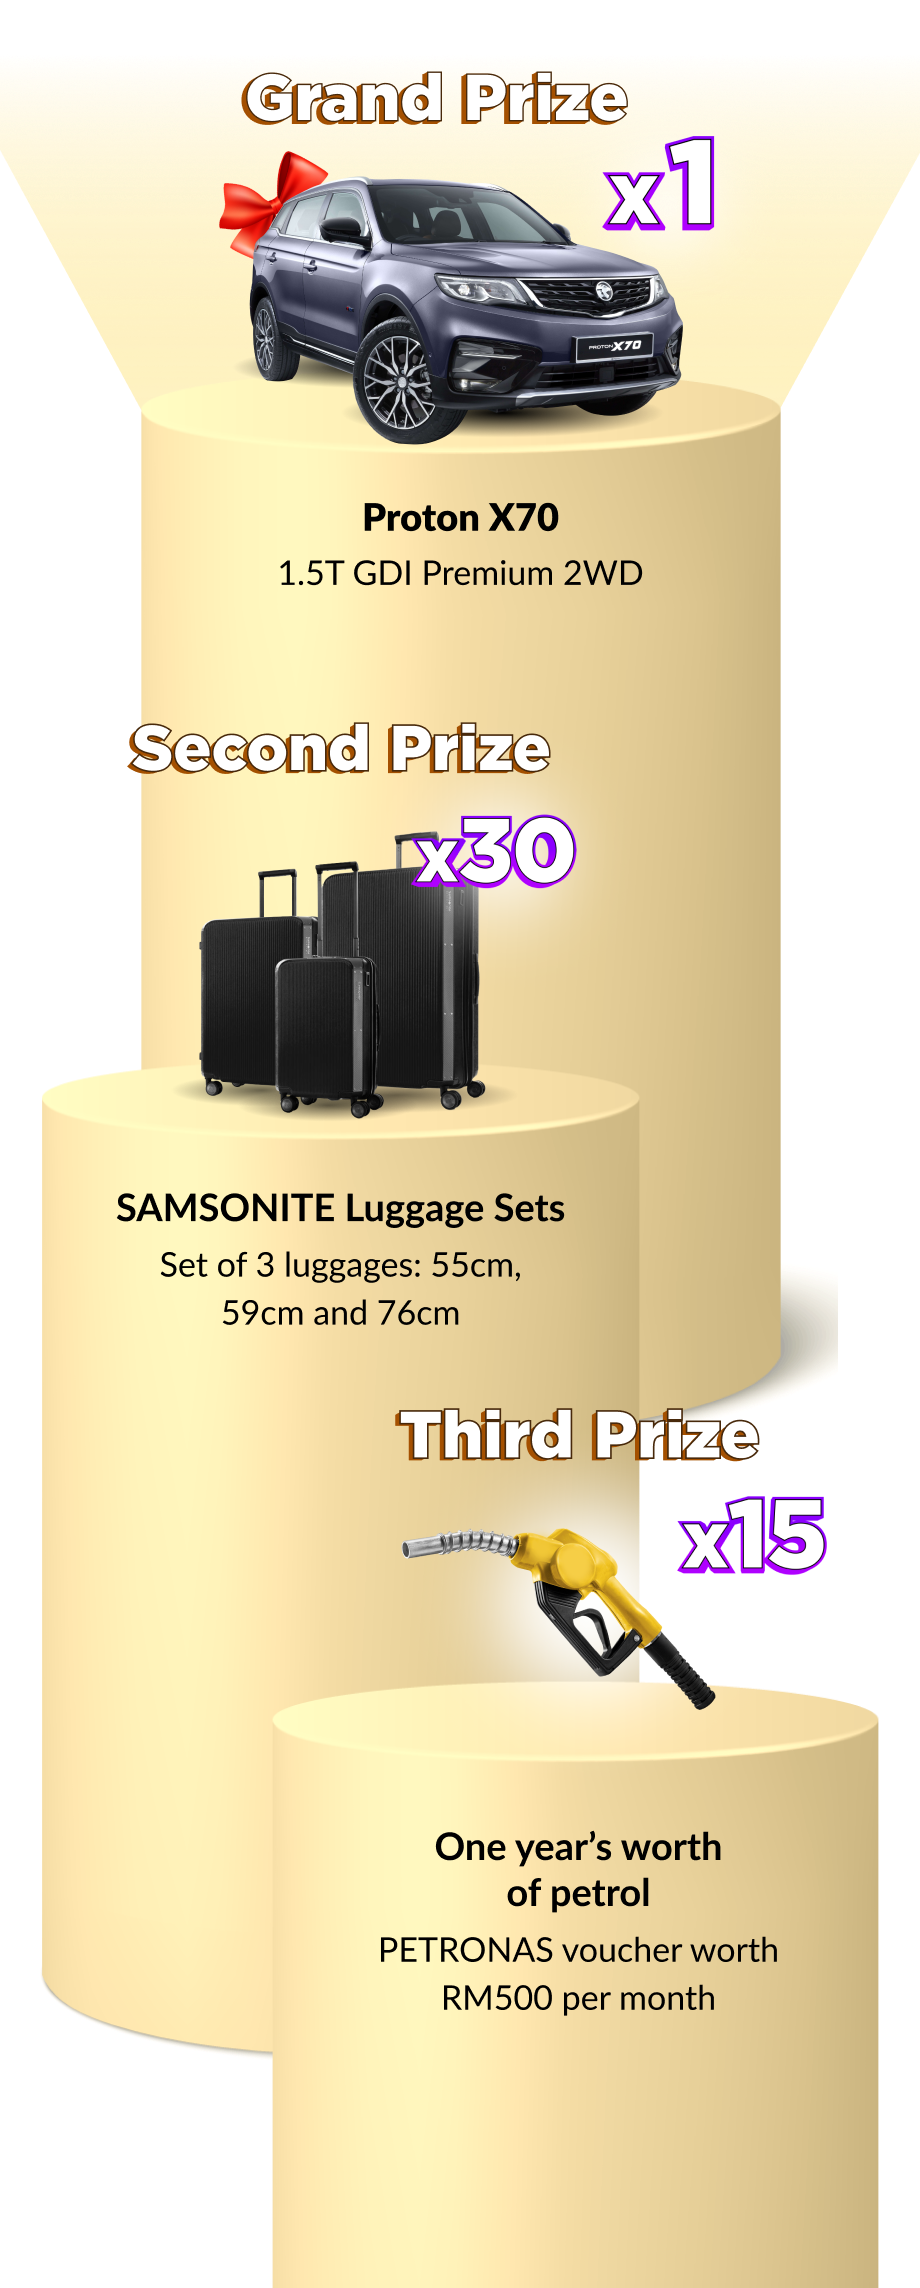 Grand Prize
x1
PROTON X70
Proton X70
1.5T GDI Premium 2WD
Second Prize
x30
SAMSONITE Luggage Sets
Set of 3 luggages: 55cm,
59cm and 76cm
Third Prize
x15
One year’s worth
of petrol
PETRONAS voucher worth
RM500 per month